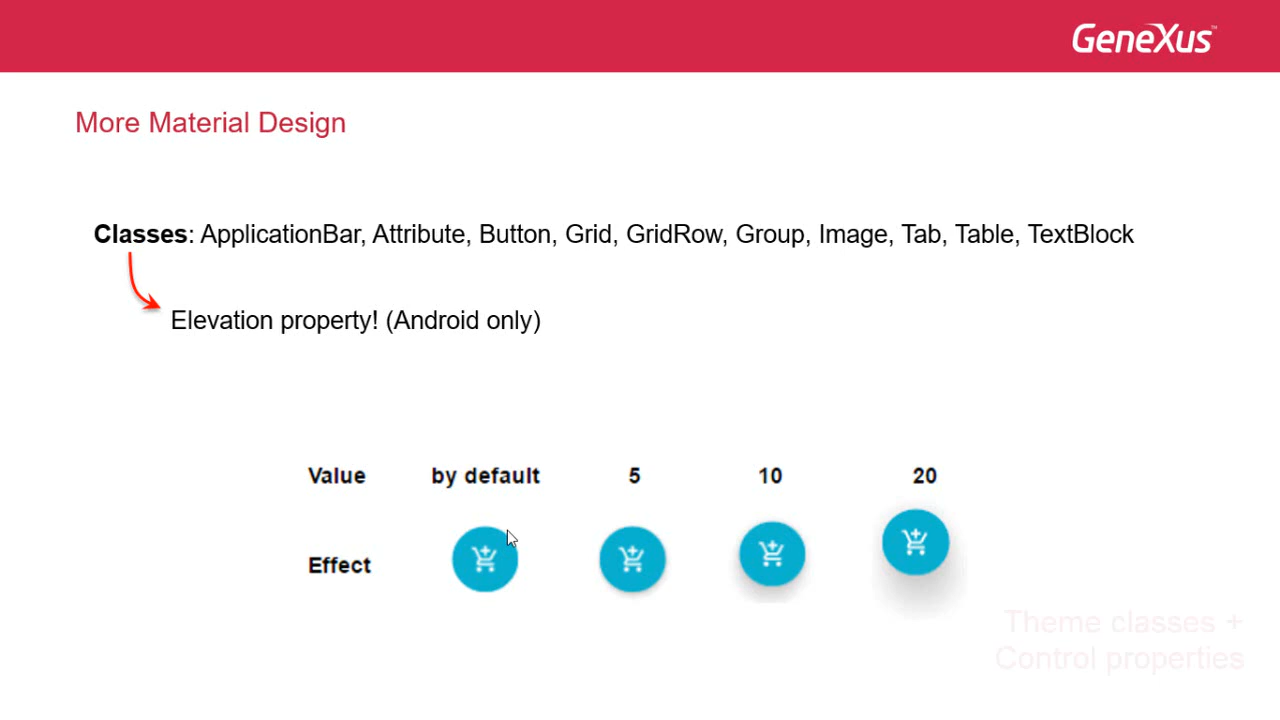 GeneXus™
More Material Design
Classes: ApplicationBar, Attribute, Button, Grid, GridRow, Group, Image, Tab, Table, TextBlock
Elevation property! (Android only)
Value by default 5 10 20
Effect
Theme classes +
Control properties